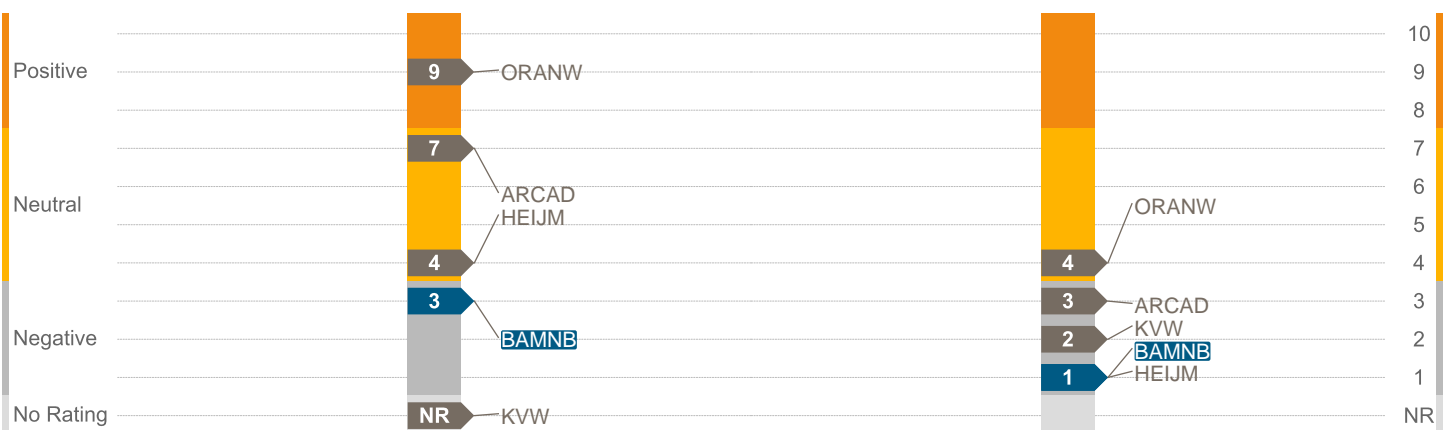 10
Positive
9
ORANW
9
8
7
7
ARCAD
6
Neutral
HEIJM
ORANW
5
4
4
4
3
3
ARCAD
3
Negative
BAMNB
2
KVW
2
BAMNB
1
HEIJM
1
No Rating
NR
KVW
NR